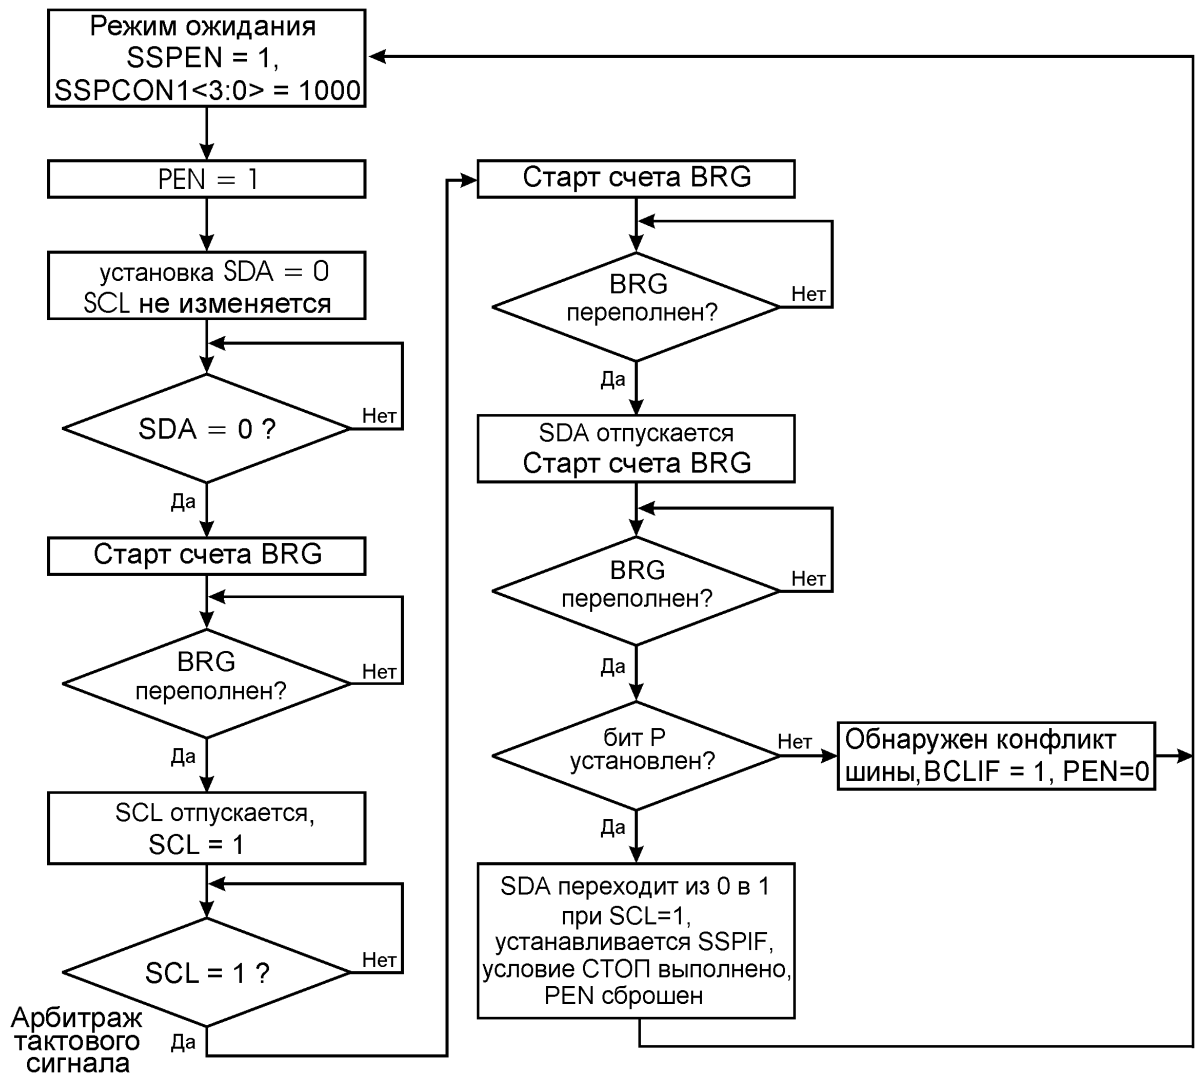 Режим ожидания
SSPEN = 1,
SSPCON1<3:0> = 1000
PEN = 1
установка SDA = 0
SCL не изменяется
SDA = 0 ?
Нет
Да
Старт счета BRG
BRG
переполнен?
Нет
Да
SCL отпускается,
SCL = 1
SCL = 1 ?
Нет
Да
Арбитраж
тактового
сигнала
Старт счета BRG
BRG
переполнен?
Нет
Да
SDA отпускается
Старт счета BRG
BRG
переполнен?
Нет
Да
бит P
установлен?
Нет
Обнаружен конфликт
шины,BCLIF = 1, PEN=0
Да
SDA переходит из 0 в 1
при SCL=1,
устанавливается SSPIF,
условие СТОП выполнено,
PEN сброшен